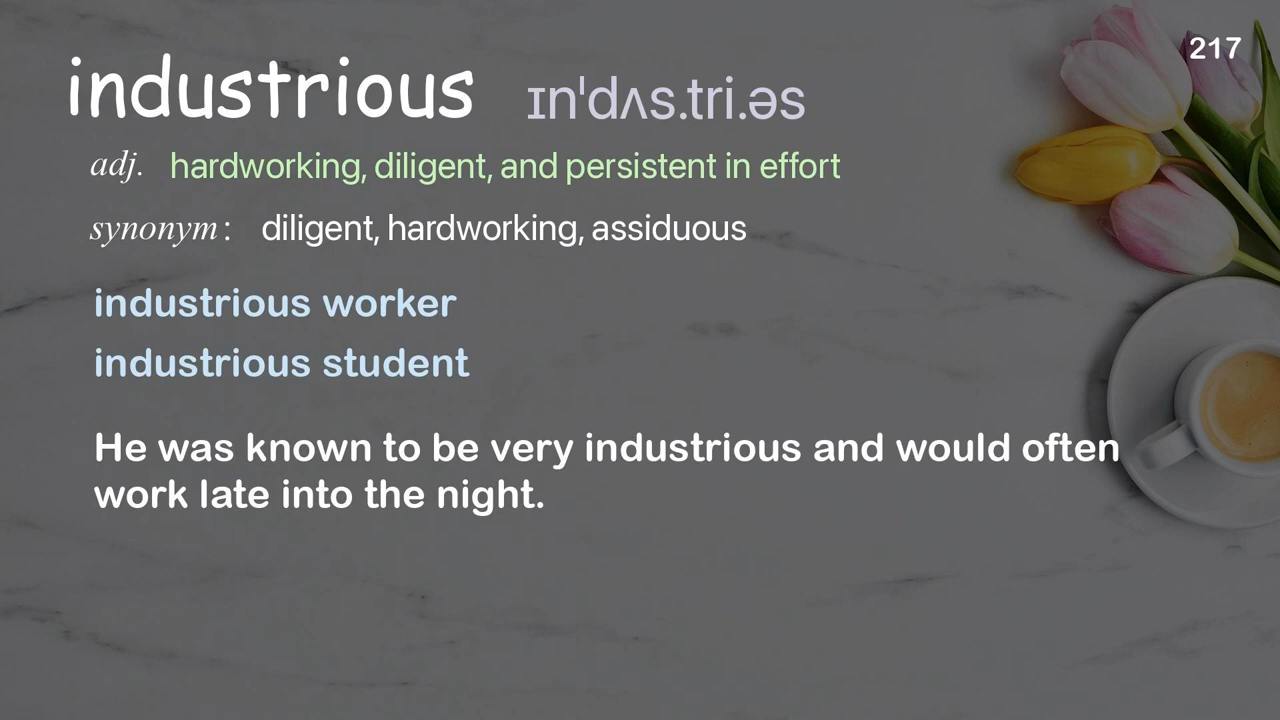 217
industrious ɪnˈdʌs.tri.əs
adj. hardworking, diligent, and persistent in effort
synonym: diligent, hardworking, assiduous
industrious worker
industrious student
He was known to be very industrious and would often
work late into the night.